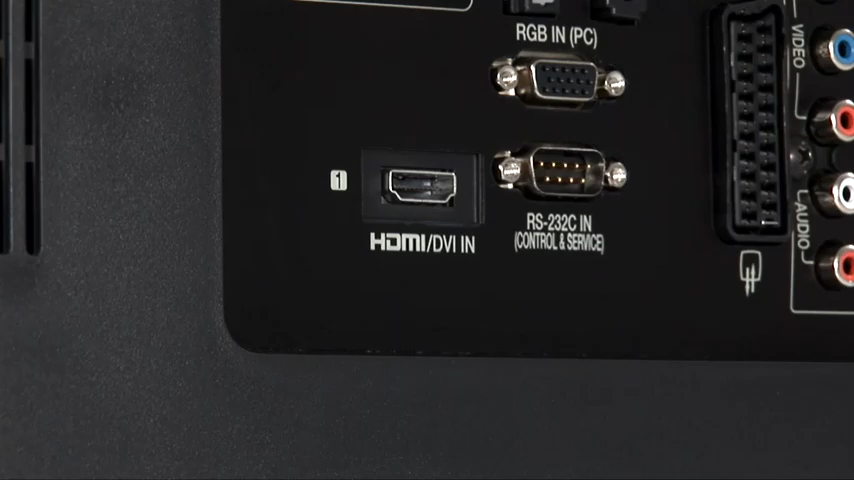 RGB IN (PC)
VIDEO
1
HDMI/DVI IN
RS-232C IN
(CONTROL & SERVICE)
AUDIO